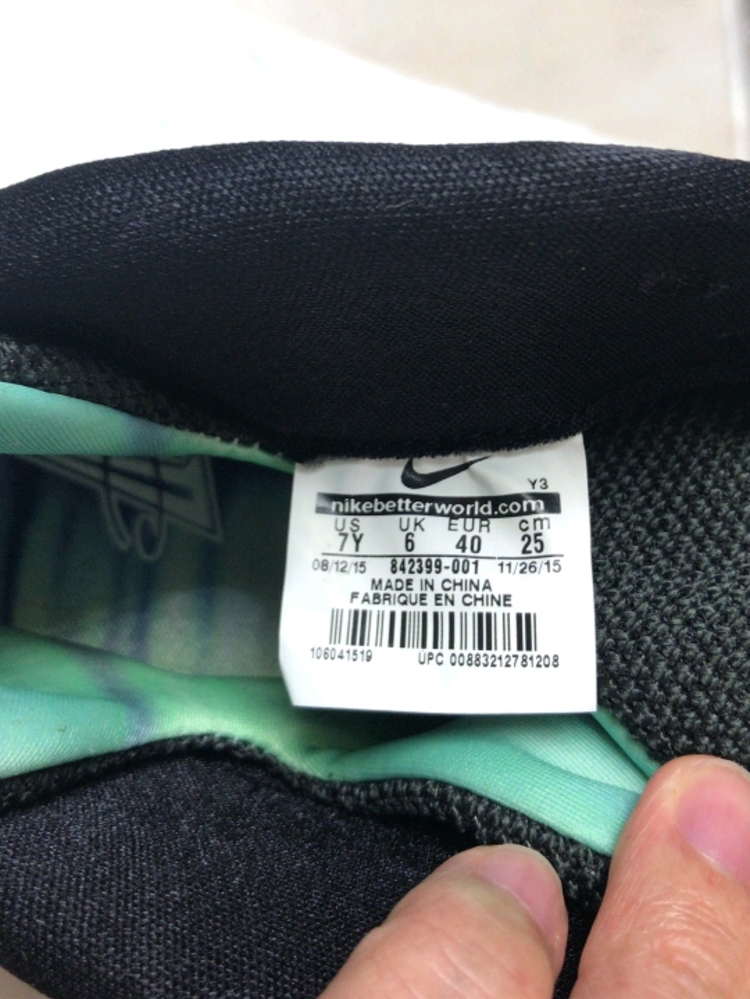 Y3
nikebetterworld.com
US UK EUR cm
7Y 6 40 25
08/12/15 842399-001 11/26/15
MADE IN CHINA
FABRIQUE EN CHINE
106041519 UPC 00883212781208